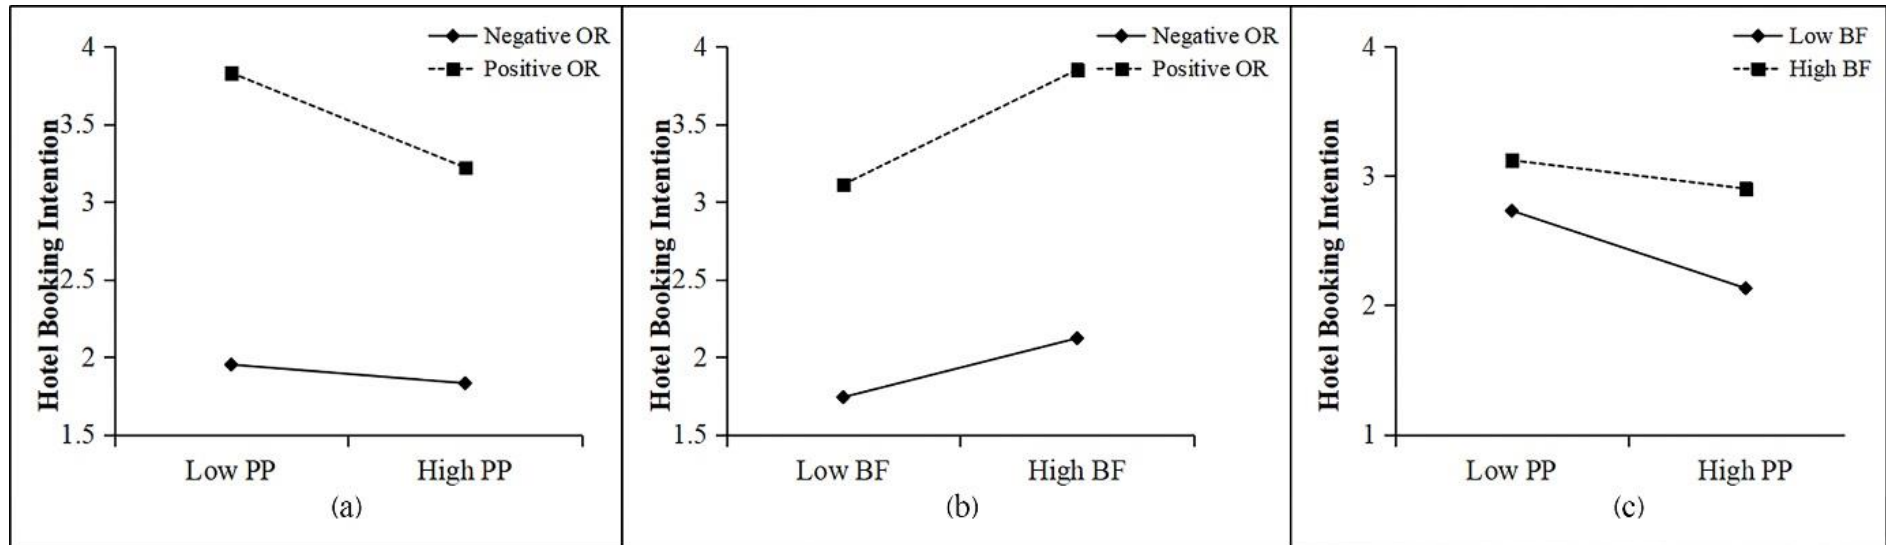 Negative OR
Positive OR
4
3.5
3
2.5
2
1.5
Hotel Booking Intention
Low PP
High PP
(a)
Negative OR
Positive OR
4
3.5
3
2.5
2
1.5
Hotel Booking Intention
Low BF
High BF
(b)
Low BF
High BF
4
3
2
1
Hotel Booking Intention
Low PP
High PP
(c)